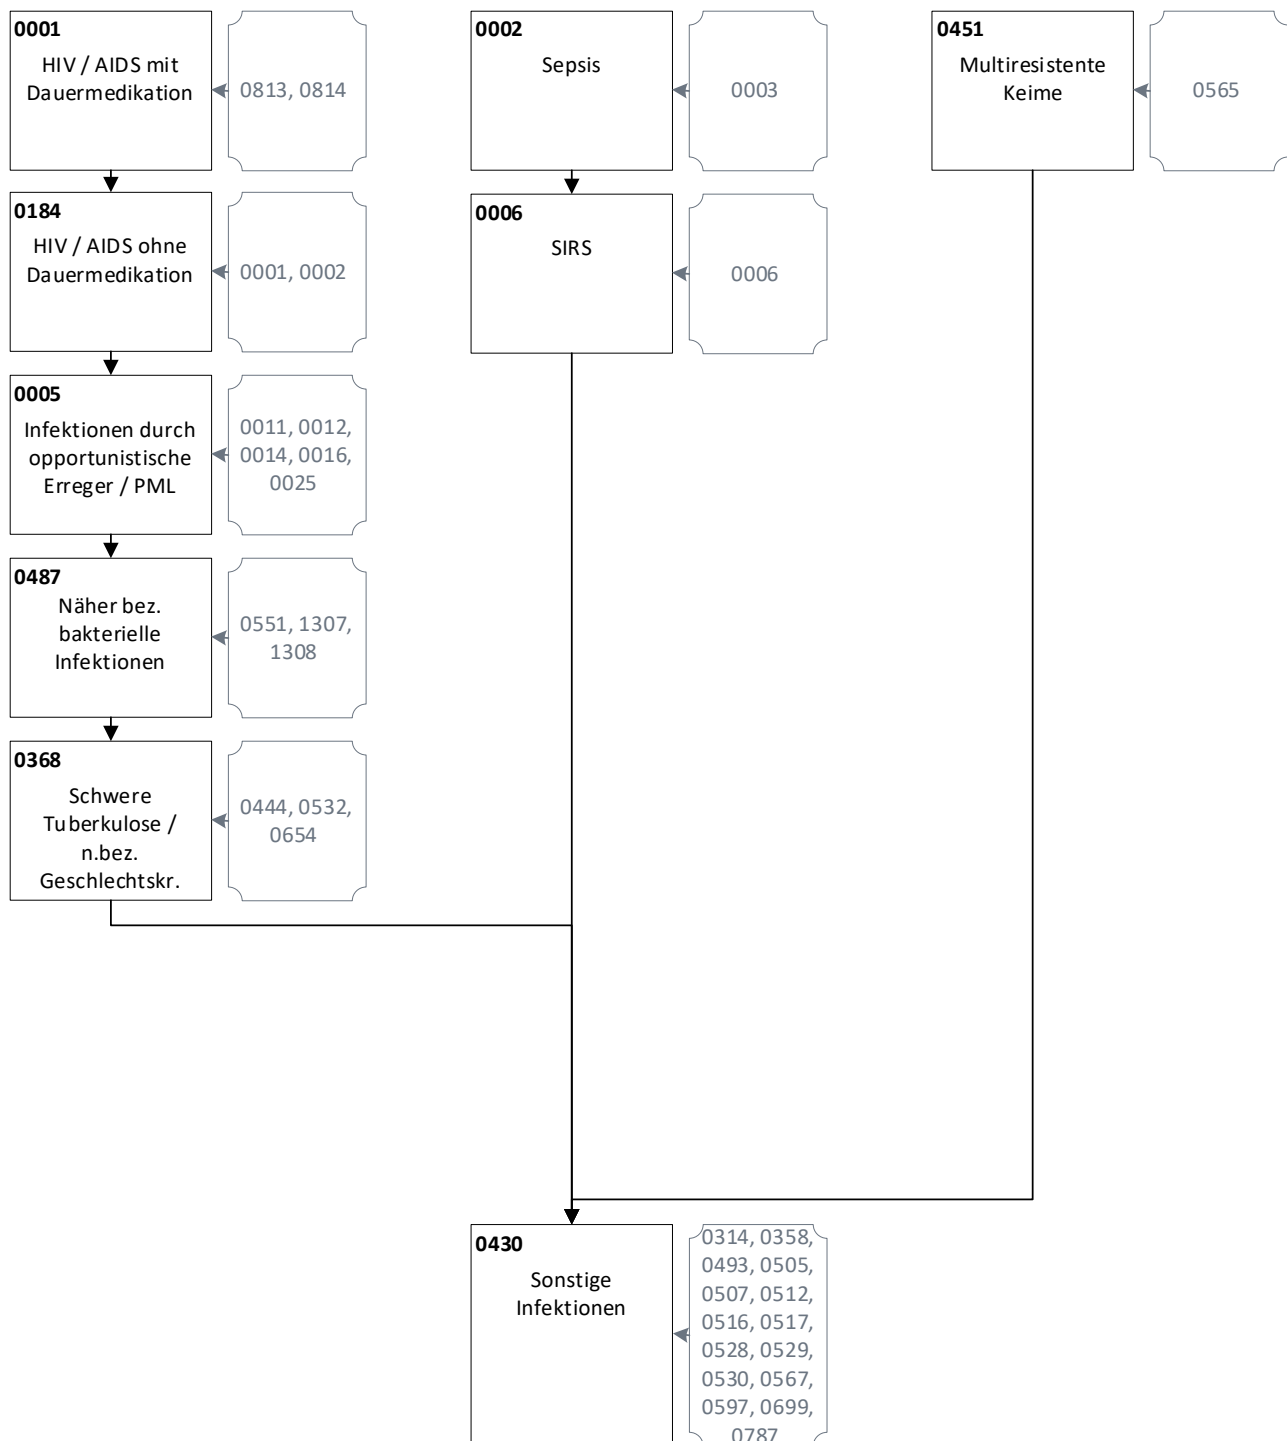 0001
HIV / AIDS mit
Dauermedikation
0813, 0814
0002
Sepsis
0003
0451
Multiresistente
Keime
0565
0184
HIV / AIDS ohne
Dauermedikation
0001, 0002
0006
SIRS
0006
0005
Infektionen durch
opportunistische
Erreger / PML
0011, 0012,
0014, 0016,
0025
0487
Näher bez.
bakterielle
Infektionen
0551, 1307,
1308
0368
Schwere
Tuberkulose /
n.bez.
Geschlechtskr.
0444, 0532,
0654
0430
Sonstige
Infektionen
0314, 0358,
0493, 0505,
0507, 0512,
0516, 0517,
0528, 0529,
0530, 0567,
0597, 0699,
0787